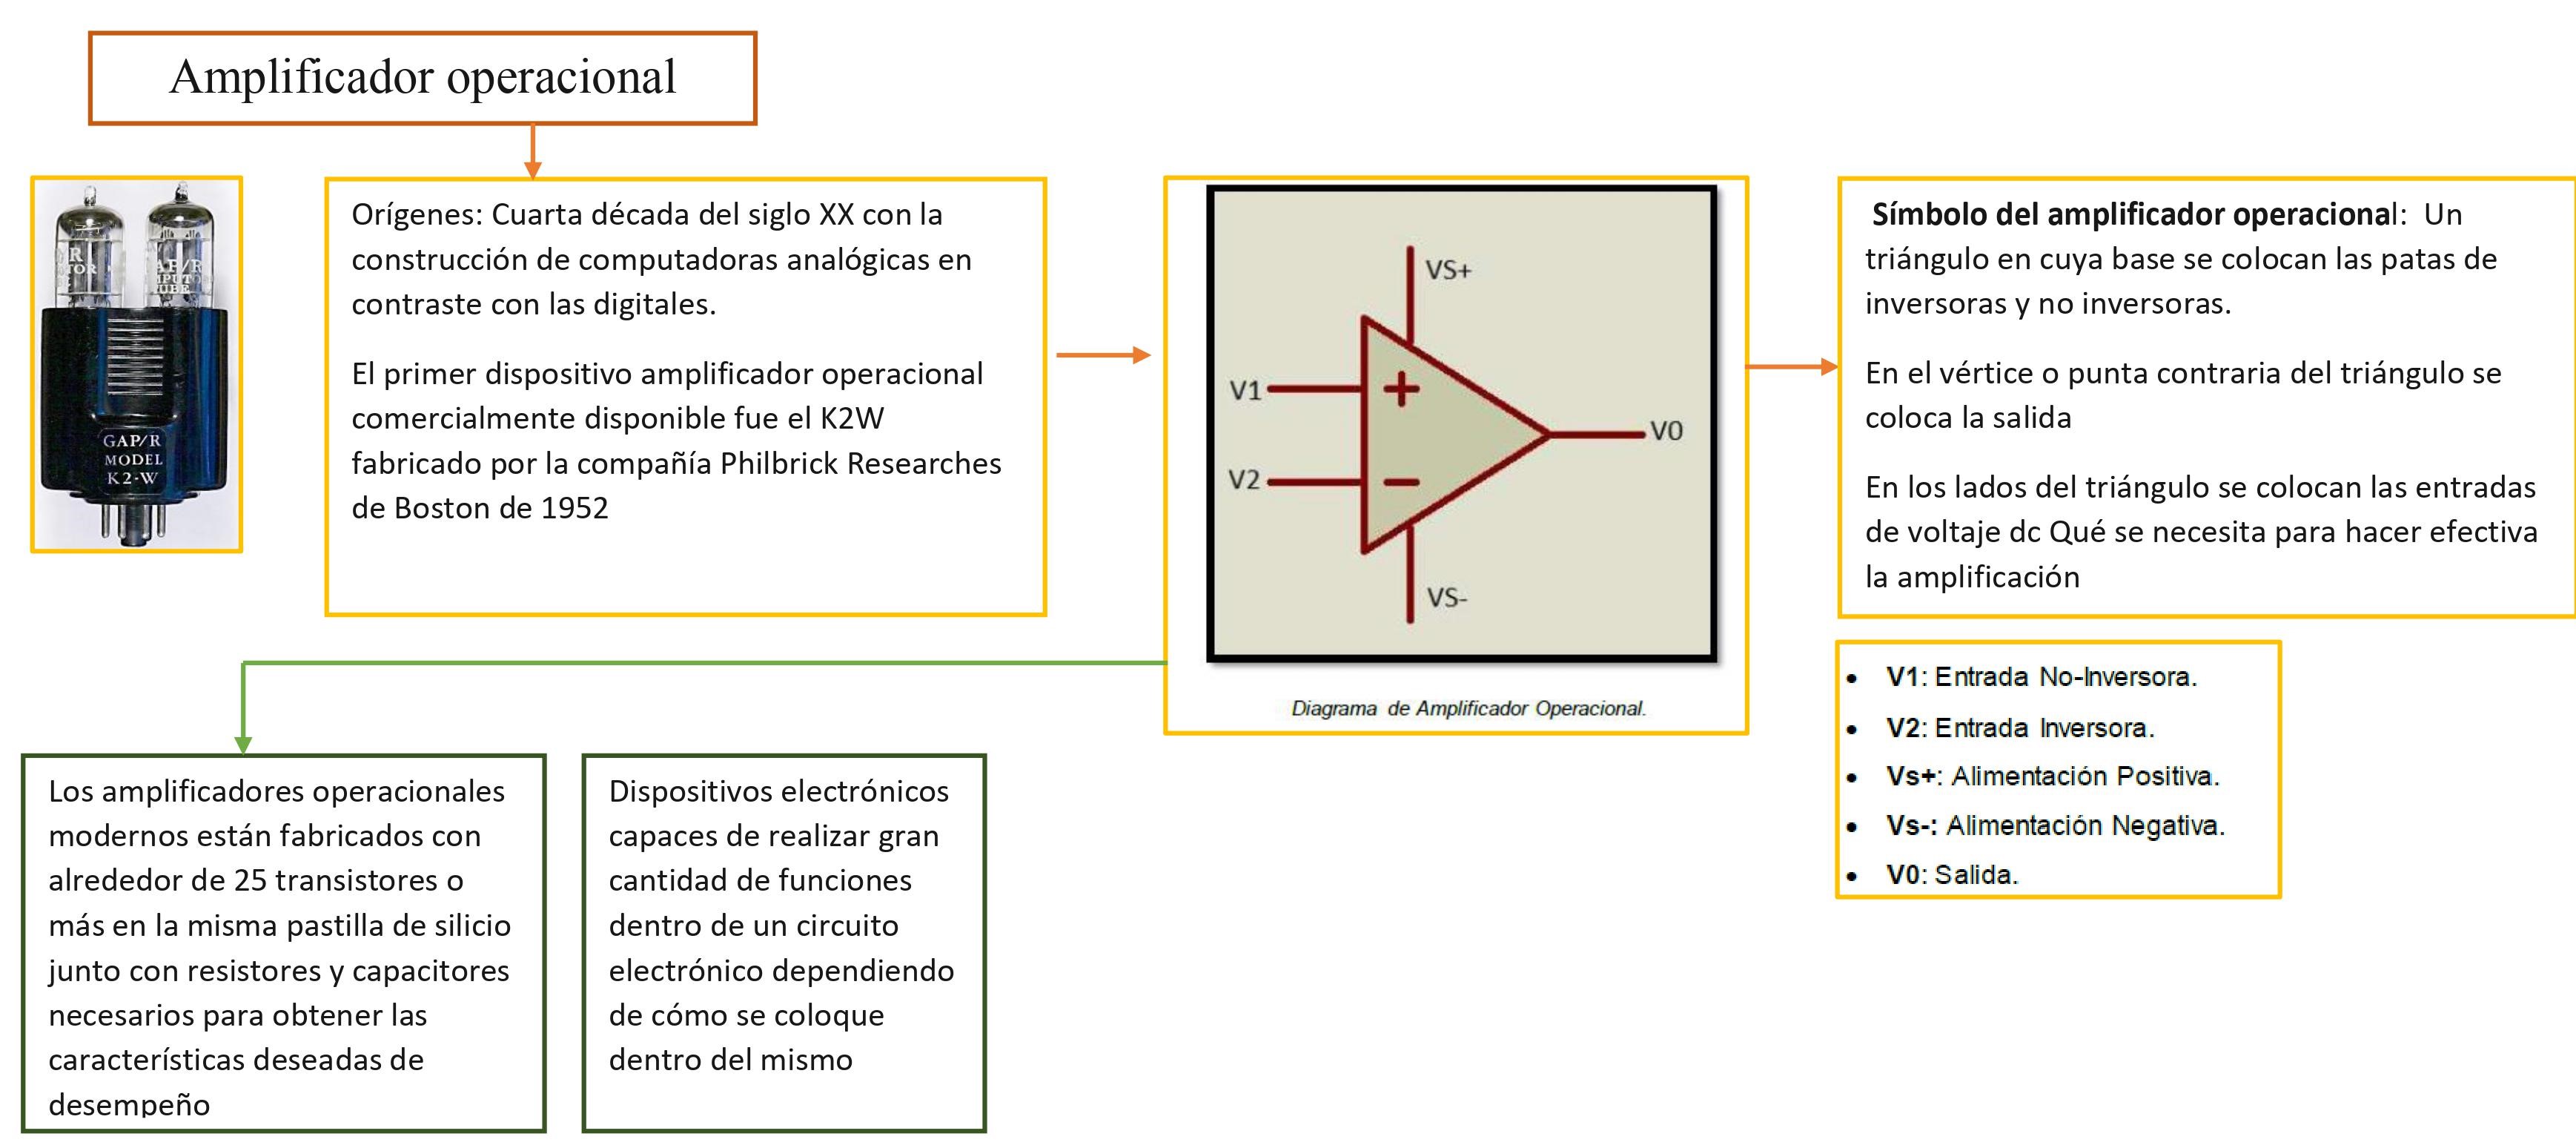 Amplificador operacional
GAP/R
MODEL
K2-W
Orígenes: Cuarta década del siglo XX con la
construcción de computadoras analógicas en
contraste con las digitales.
El primer dispositivo amplificador operacional
comercialmente disponible fue el K2W
fabricado por la compañía Philbrick Researches
de Boston de 1952
VS+
V1
+
V0
V2
−
VS-
Diagrama de Amplificador Operacional.
Símbolo del amplificador operacional: Un
triángulo en cuya base se colocan las patas de
inversoras y no inversoras.
En el vértice o punta contraria del triángulo se
coloca la salida
En los lados del triángulo se colocan las entradas
de voltaje dc Qué se necesita para hacer efectiva
la amplificación
• V1: Entrada No-Inversora.
• V2: Entrada Inversora.
• Vs+: Alimentación Positiva.
• Vs-: Alimentación Negativa.
• V0: Salida.
Los amplificadores operacionales
modernos están fabricados con
alrededor de 25 transistores o
más en la misma pastilla de silicio
junto con resistores y capacitores
necesarios para obtener las
características deseadas de
desempeño
Dispositivos electrónicos
capaces de realizar gran
cantidad de funciones
dentro de un circuito
electrónico dependiendo
de cómo se coloque
dentro del mismo